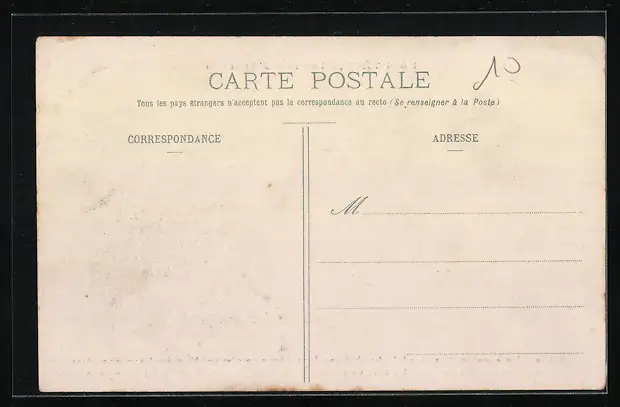 CARTE POSTALE
10
Tous les pays étrangers n'acceptent pas la correspondance au recto (Se renseigner à la Poste)
CORRESPONDANCE
ADRESSE
M